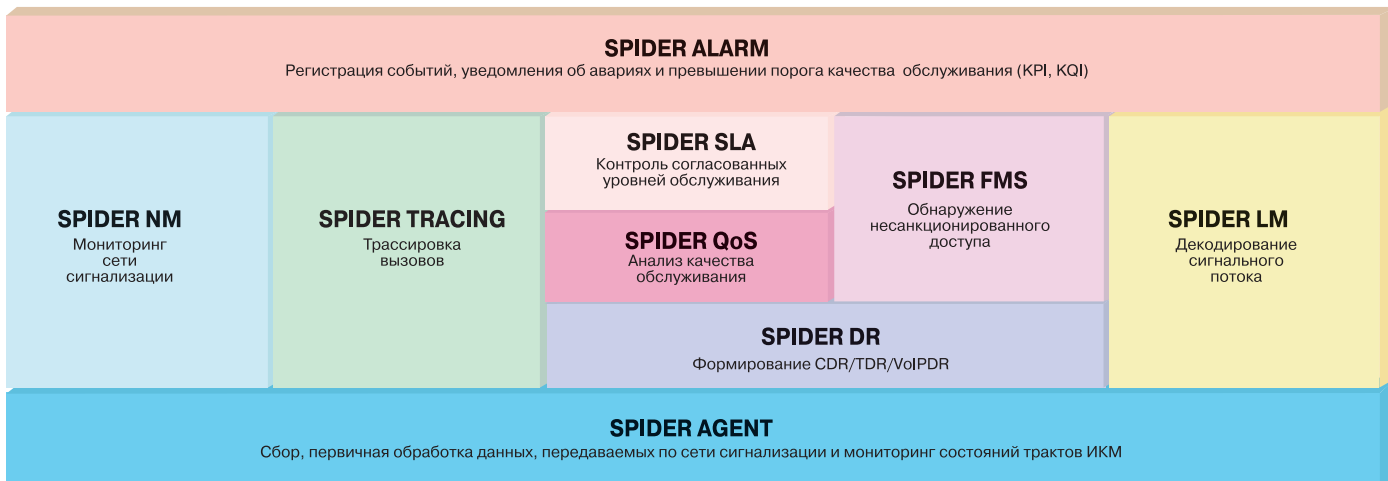 SPIDER ALARM
Регистрация событий, уведомления об авариях и превышении порога качества обслуживания (KPI, KQI)
SPIDER NM
Мониторинг
сети
сигнализации
SPIDER TRACING
Трассировка
вызовов
SPIDER SLA
Контроль согласованных
уровней обслуживания
SPIDER QoS
Анализ качества
обслуживания
SPIDER FMS
Обнаружение
несанкционированного
доступа
SPIDER LM
Декодирование
сигнального
потока
SPIDER DR
Формирование CDR/TDR/VoIPDR
SPIDER AGENT
Сбор, первичная обработка данных, передаваемых по сети сигнализации и мониторинг состояний трактов ИКМ